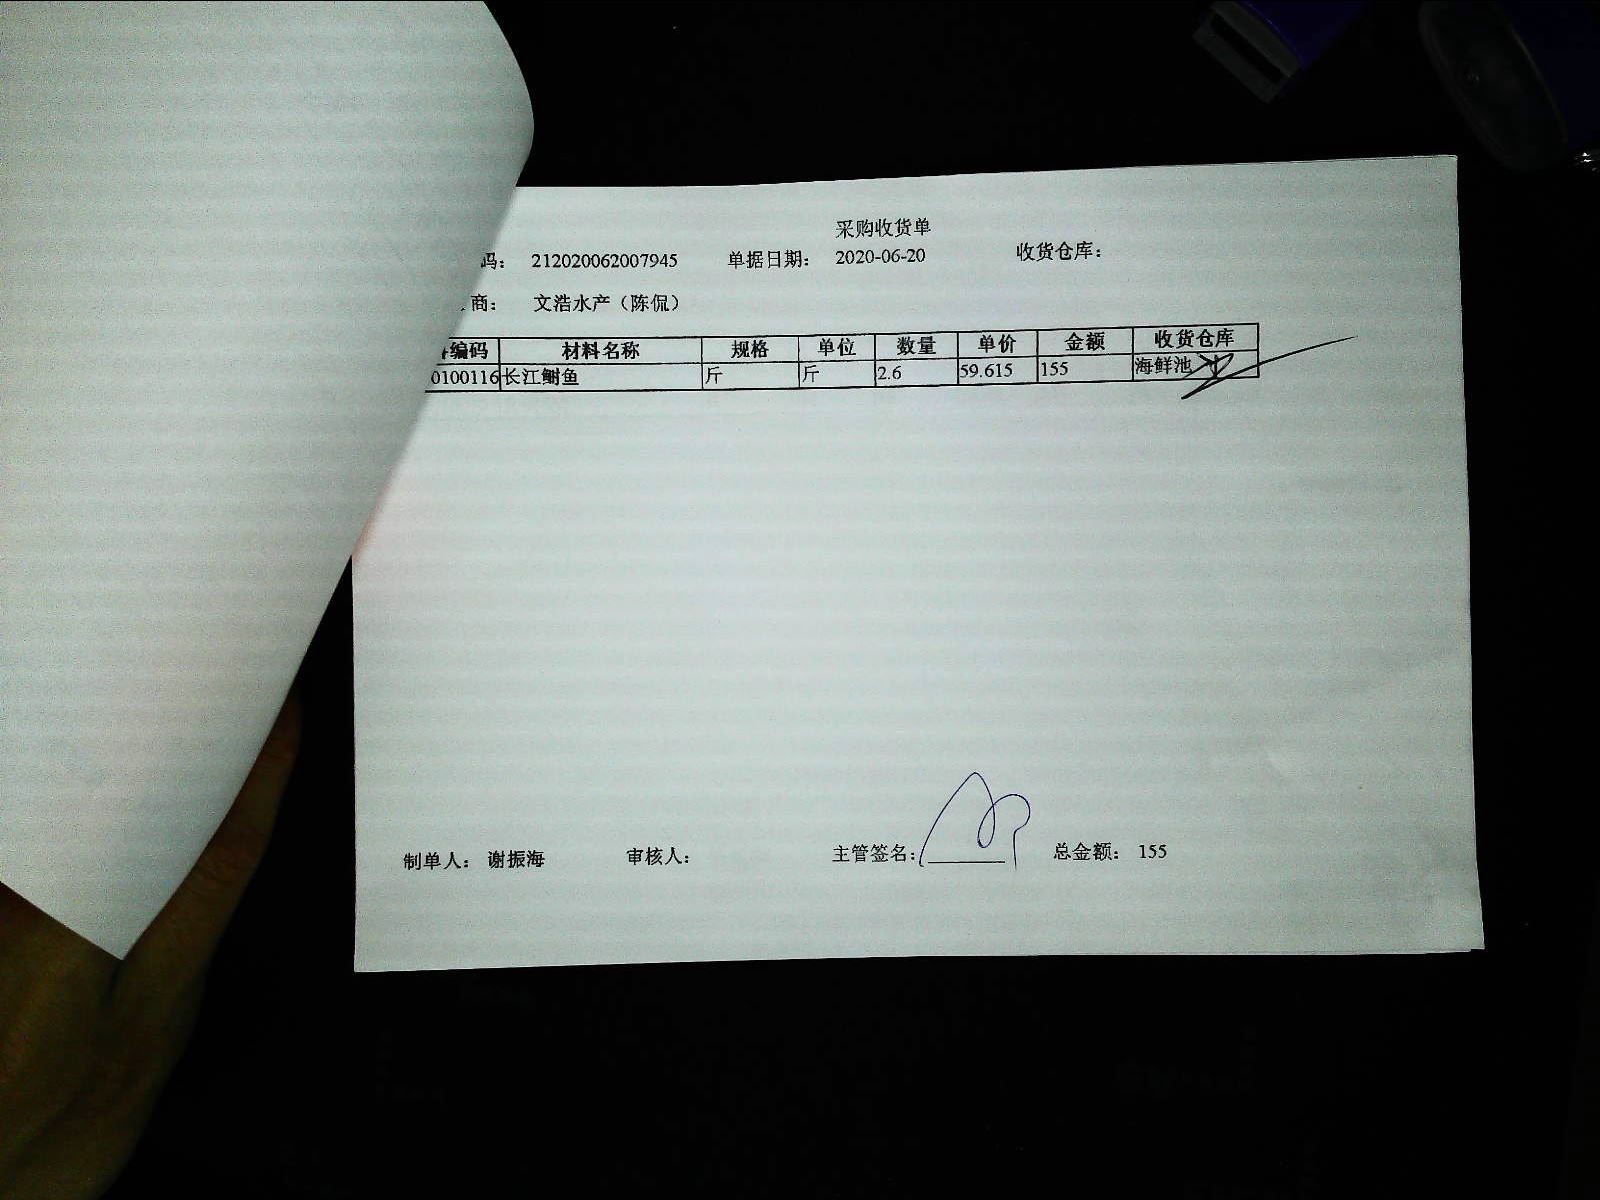 采购收货单
码： 212020062007945 单据日期： 2020-06-20 收货仓库：
商： 文浩水产（陈侃）
编码 材料名称 规格 单位 数量 单价 金额 收货仓库
0100116 长江鮰鱼 斤 斤 2.6 59.615 155 海鲜池
制单人： 谢振海 审核人： 主管签名： 总金额： 155